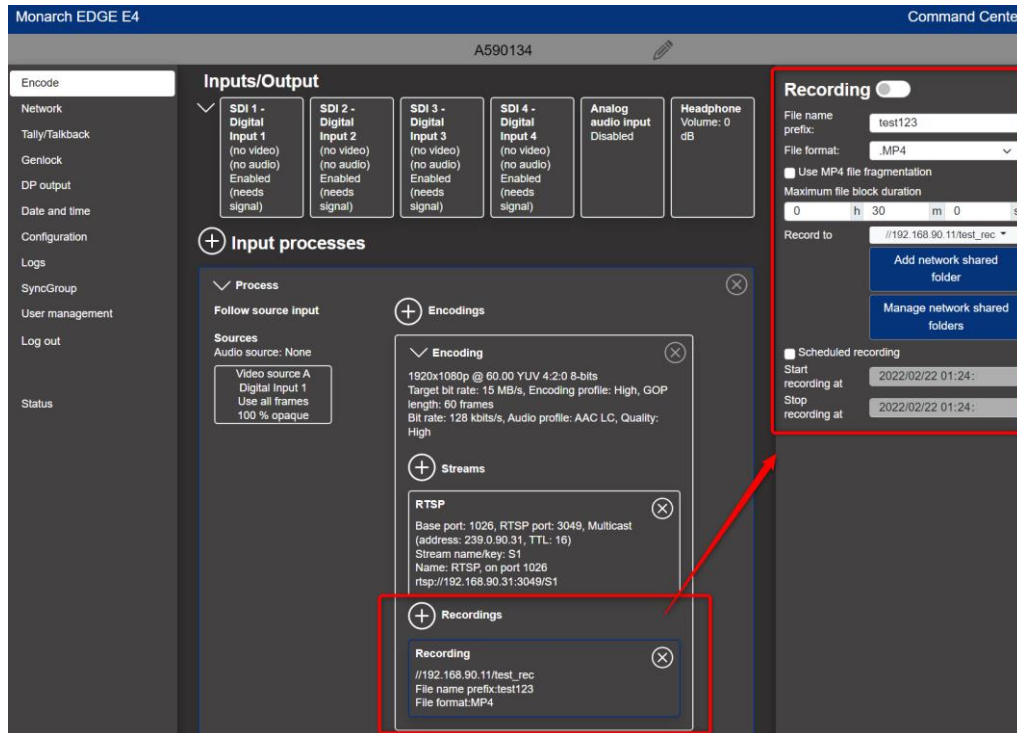 Monarch EDGE E4
Command Cente
A590134
Encode
Network
Tally/Talkback
Genlock
DP output
Date and time
Configuration
Logs
SyncGroup
User management
Log out
Status
Inputs/Output
SDI 1 -
Digital
Input 1
(no video)
(no audio)
Enabled
(needs
signal)
SDI 2 -
Digital
Input 2
(no video)
(no audio)
Enabled
(needs
signal)
SDI 3 -
Digital
Input 3
(no video)
(no audio)
Enabled
(needs
signal)
SDI 4 -
Digital
Input 4
(no video)
(no audio)
Enabled
(needs
signal)
Analog
audio input
Disabled
Headphone
Volume: 0
dB
Input processes
Process
Follow source input
Sources
Audio source: None
Video source A
Digital Input 1
Use all frames
100 % opaque
Encodings
Encoding
1920x1080p @ 60.00 YUV 4:2:0 8-bits
Target bit rate: 15 MB/s, Encoding profile: High, GOP
length: 60 frames
Bit rate: 128 kbits/s, Audio profile: AAC LC, Quality:
High
Streams
RTSP
Base port: 1026, RTSP port: 3049, Multicast
(address: 239.0.90.31, TTL: 16)
Stream name/key: S1
Name: RTSP, on port 1026
rtsp://192.168.90.31:3049/S1
Recordings
Recording
//192.168.90.11/test_rec
File name prefix:test123
File format:MP4
Recording
File name
prefix:
test123
File format:
.MP4
Use MP4 file fragmentation
Maximum file block duration
0 h 30 m 0 s
Record to
//192.168.90.11/test_rec
Add network shared
folder
Manage network shared
folders
Scheduled recording
Start
recording at
2022/02/22 01:24:
Stop
recording at
2022/02/22 01:24: